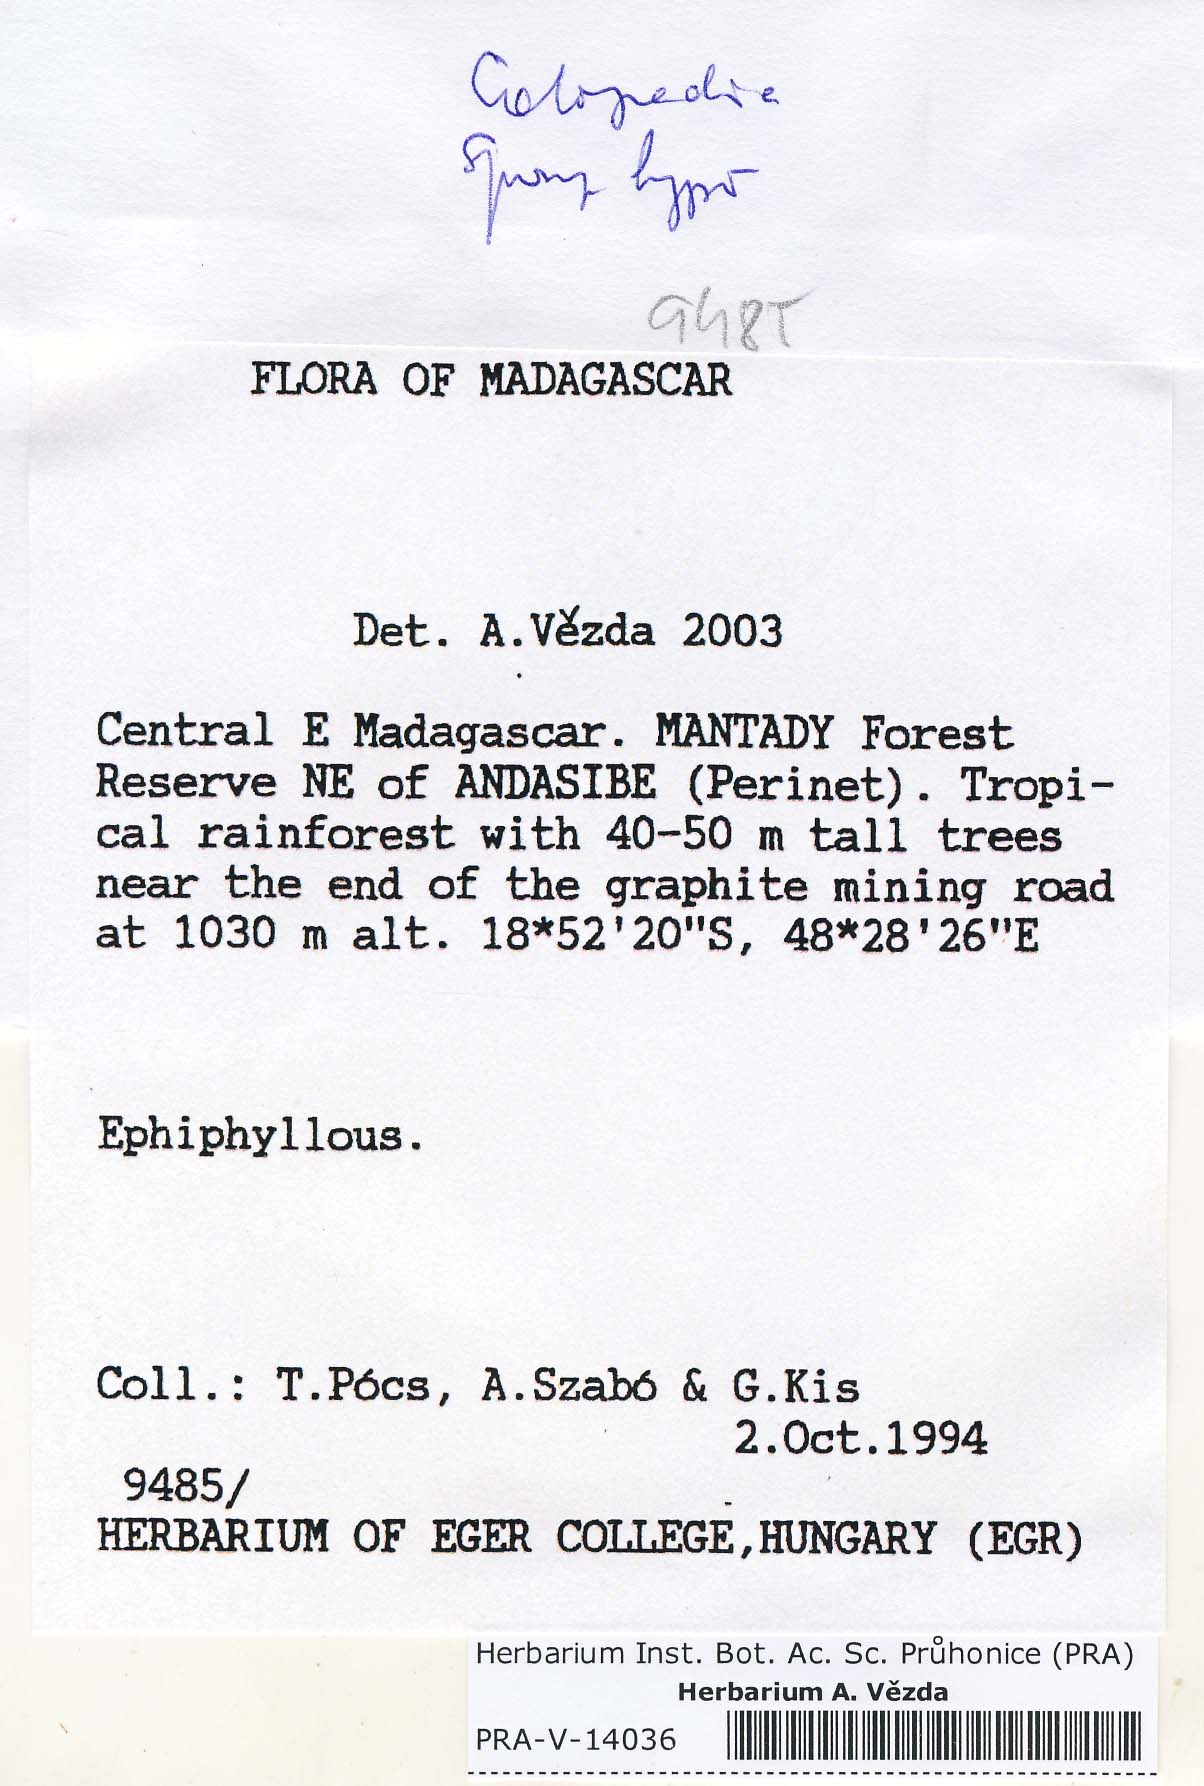 Calopadia
9485
FLORA OF MADAGASCAR
Det. A.Vězda 2003
Central E Madagascar. MANTADY Forest
Reserve NE of ANDASIBE (Perinet). Tropi-
cal rainforest with 40-50 m tall trees
near the end of the graphite mining road
at 1030 m alt. 18*52'20"S, 48*28'26"E
Ephiphyllous.
Coll.: T.Pócs, A.Szabó & G.Kis
2.Oct.1994
9485/
HERBARIUM OF EGER COLLEGE,HUNGARY (EGR)
Herbarium Inst. Bot. Ac. Sc. Průhonice (PRA)
Herbarium A. Vězda
PRA-V-14036